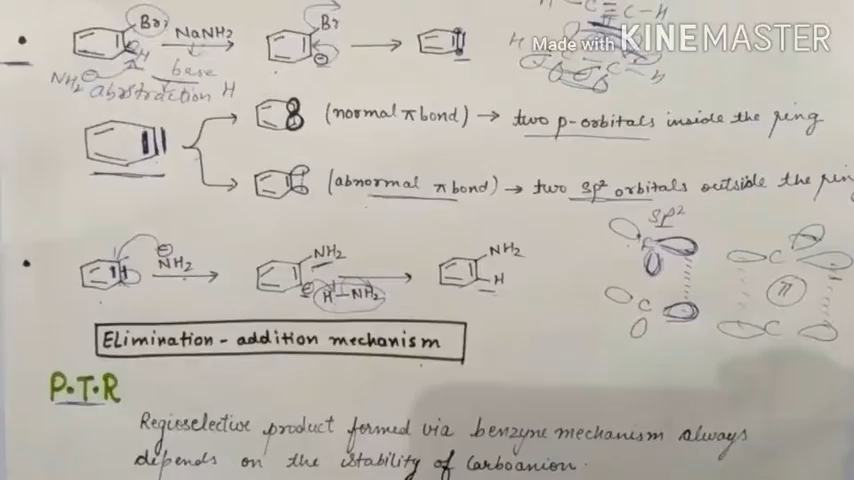 H-C≡C-H
Made with KINEMASTER
Br NaNH2 Br
NH2⊖ H base ⊖
abstraction H
(normal π bond) → two p-orbitals inside the ring
(abnormal π bond) → two sp² orbitals outside the ring
sp²
⊖NH2 NH2 NH2
⊖ H-NH2 H
C C π C C
ELimination-addition mechanism
P.T.R
Regioselective product formed via benzyne mechanism always
depends on the stability of Carboanion.